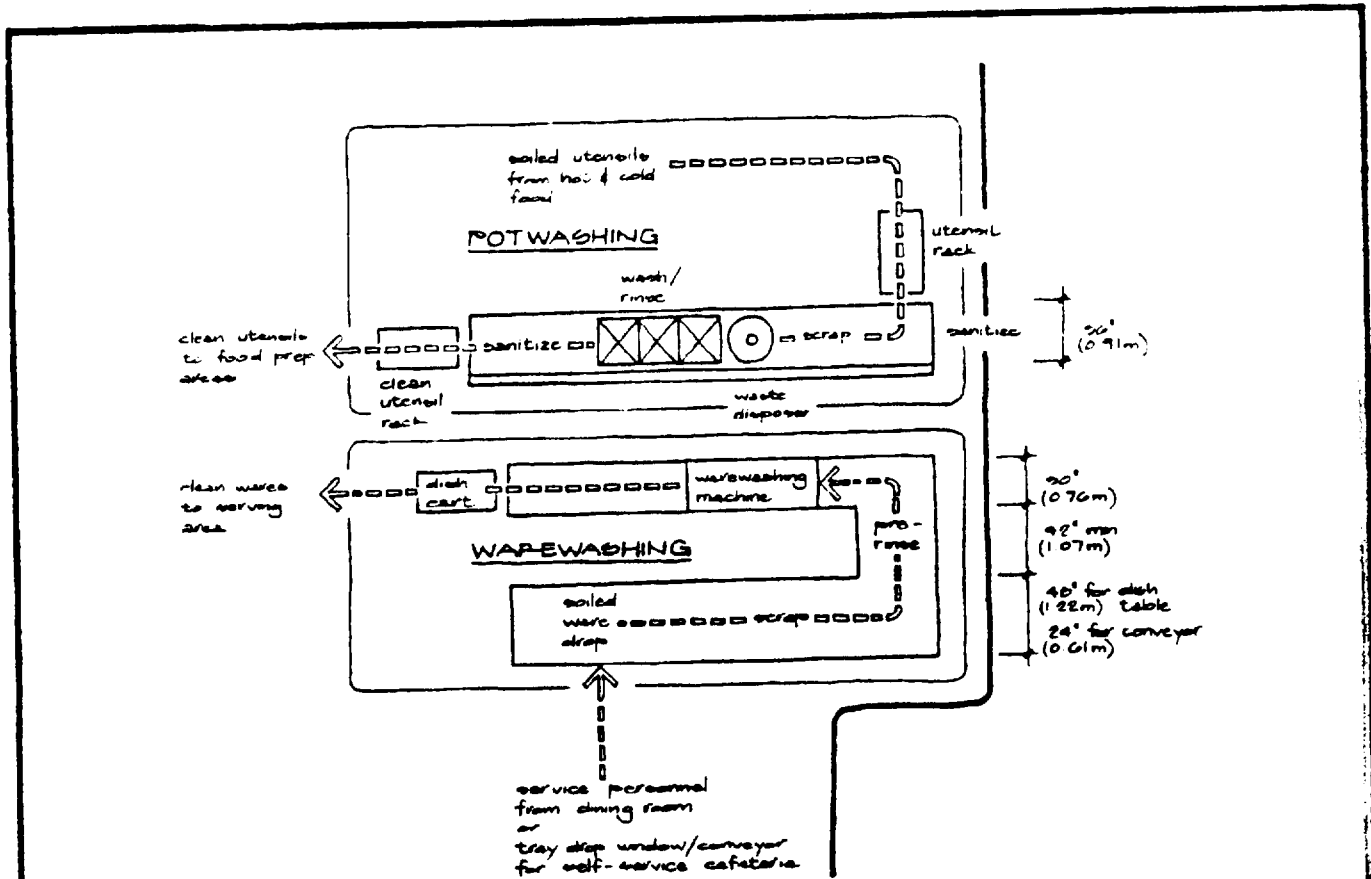 soiled utensils
from hot & cold
food
POTWASHING
utensil
rack
wash/
rinse
clean utensils
to food prep
areas
sanitize
scrap
sanitize
36"
(0.91m)
clean
utensil
rack
waste
disposer
clean wares
to serving
area
dish
cart
warewashing
machine
30"
(0.76m)
WAREWASHING
pre-
rinse
42" min
(1.07m)
soiled
ware
drop
scrap
48" for dish
(1.22m) table
24" for conveyor
(0.61m)
service personnel
from dining room
or
tray drop window/conveyor
for self-service cafeteria